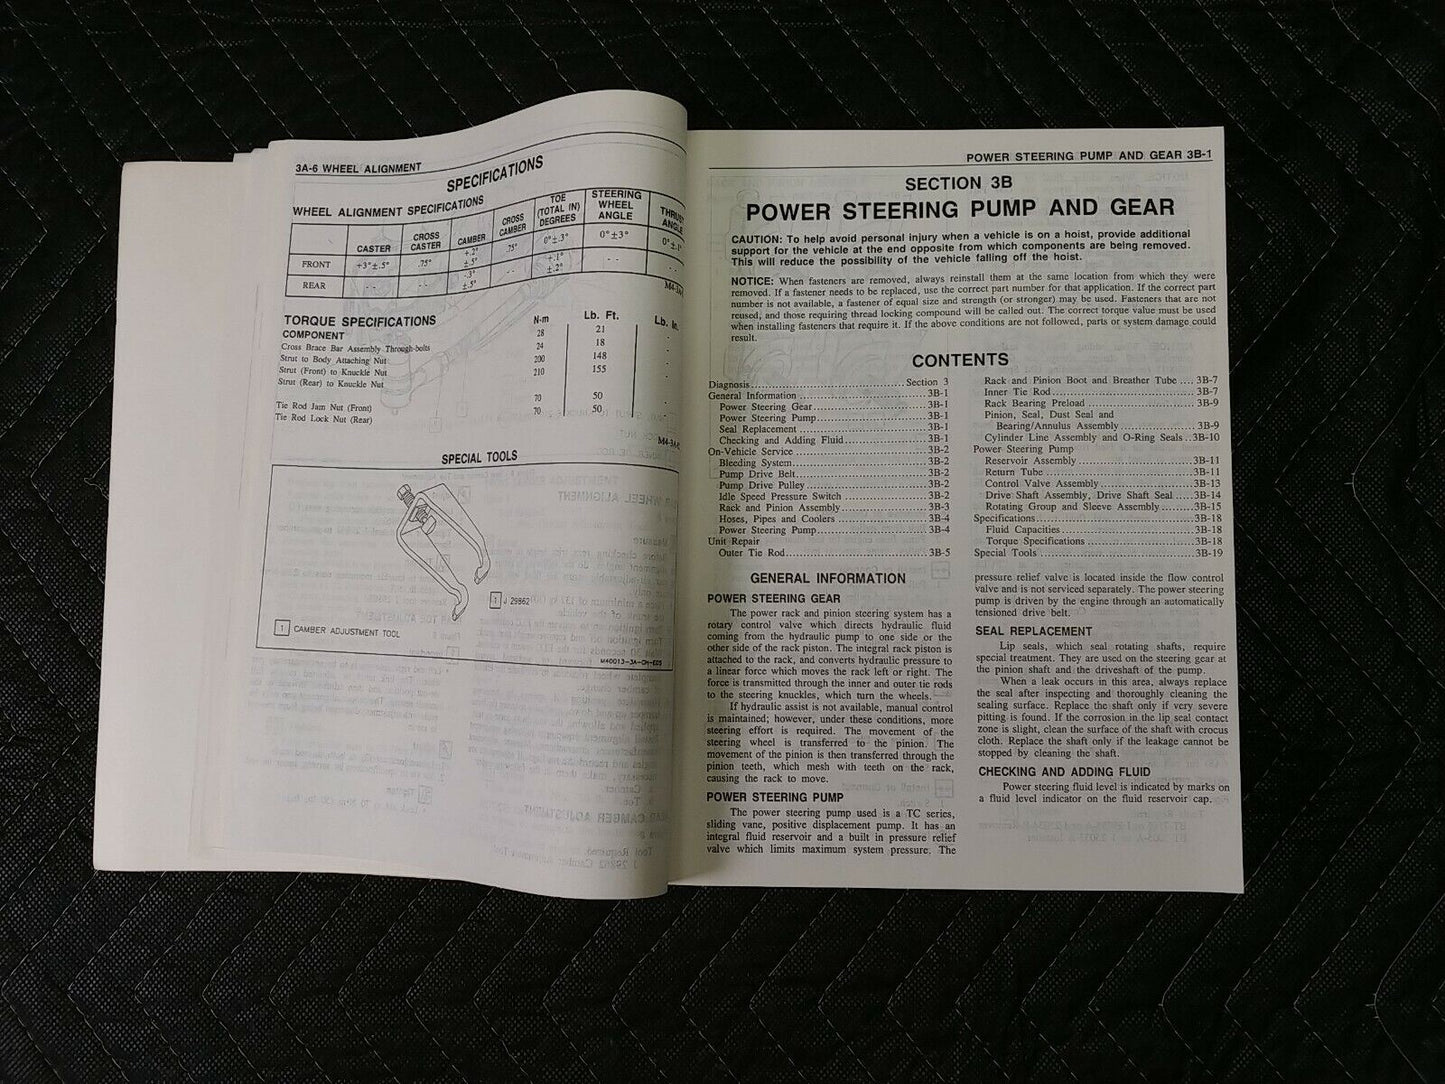 3A-6 WHEEL ALIGNMENT
SPECIFICATIONS
WHEEL ALIGNMENT SPECIFICATIONS
CASTER CROSS CASTER CAMBER CROSS CAMBER TOE (TOTAL IN) DEGREES STEERING WHEEL ANGLE THRUST ANGLE
FRONT +3°±.5° .75° +.2° ±.5° .75° 0°±.3° 0°±3° 0°±.1°
REAR -- -- -.3° ±.5° -- +.1° ±.2° -- --
TORQUE SPECIFICATIONS
COMPONENT N·m Lb. Ft. Lb. In.
Cross Brace Bar Assembly Through-bolts 28 21 -
Strut to Body Attaching Nut 24 18 -
Strut (Front) to Knuckle Nut 200 148 -
Strut (Rear) to Knuckle Nut 210 155 -
Tie Rod Jam Nut (Front) 70 50 -
Tie Rod Lock Nut (Rear) 70 50 -
SPECIAL TOOLS
1 J 29862
1 CAMBER ADJUSTMENT TOOL
M40013-3A-CH-E05
POWER STEERING PUMP AND GEAR 3B-1
SECTION 3B
POWER STEERING PUMP AND GEAR
CAUTION: To help avoid personal injury when a vehicle is on a hoist, provide additional
support for the vehicle at the end opposite from which components are being removed.
This will reduce the possibility of the vehicle falling off the hoist.
NOTICE: When fasteners are removed, always reinstall them at the same location from which they were
removed. If a fastener needs to be replaced, use the correct part number for that application. If the correct part
number is not available, a fastener of equal size and strength (or stronger) may be used. Fasteners that are not
reused, and those requiring thread locking compound will be called out. The correct torque value must be used
when installing fasteners that require it. If the above conditions are not followed, parts or system damage could
result.
CONTENTS
Diagnosis.......... Section 3
General Information.......... 3B-1
Power Steering Gear.......... 3B-1
Power Steering Pump.......... 3B-1
Seal Replacement.......... 3B-1
Checking and Adding Fluid.......... 3B-1
On-Vehicle Service.......... 3B-2
Bleeding System.......... 3B-2
Pump Drive Belt.......... 3B-2
Pump Drive Pulley.......... 3B-2
Idle Speed Pressure Switch.......... 3B-2
Rack and Pinion Assembly.......... 3B-3
Hoses, Pipes and Coolers.......... 3B-4
Power Steering Pump.......... 3B-4
Unit Repair
Outer Tie Rod.......... 3B-5
Rack and Pinion Boot and Breather Tube .... 3B-7
Inner Tie Rod.......... 3B-7
Rack Bearing Preload.......... 3B-9
Pinion, Seal, Dust Seal and
Bearing/Annulus Assembly.......... 3B-9
Cylinder Line Assembly and O-Ring Seals..3B-10
Power Steering Pump
Reservoir Assembly.......... 3B-11
Return Tube.......... 3B-11
Control Valve Assembly.......... 3B-13
Drive Shaft Assembly, Drive Shaft Seal ..... 3B-14
Rotating Group and Sleeve Assembly....... 3B-15
Specifications.......... 3B-18
Fluid Capacities.......... 3B-18
Torque Specifications.......... 3B-18
Special Tools.......... 3B-19
GENERAL INFORMATION
POWER STEERING GEAR
The power rack and pinion steering system has a
rotary control valve which directs hydraulic fluid
coming from the hydraulic pump to one side or the
other side of the rack piston. The integral rack piston is
attached to the rack, and converts hydraulic pressure to
a linear force which moves the rack left or right. The
force is transmitted through the inner and outer tie rods
to the steering knuckles, which turn the wheels.
If hydraulic assist is not available, manual control
is maintained; however, under these conditions, more
steering effort is required. The movement of the
steering wheel is transferred to the pinion. The
movement of the pinion is then transferred through the
pinion teeth, which mesh with teeth on the rack,
causing the rack to move.
POWER STEERING PUMP
The power steering pump used is a TC series,
sliding vane, positive displacement pump. It has an
integral fluid reservoir and a built in pressure relief
valve which limits maximum system pressure. The
pressure relief valve is located inside the flow control
valve and is not serviced separately. The power steering
pump is driven by the engine through an automatically
tensioned drive belt.
SEAL REPLACEMENT
Lip seals, which seal rotating shafts, require
special treatment. They are used on the steering gear at
the pinion shaft and the driveshaft of the pump.
When a leak occurs in this area, always replace
the seal after inspecting and thoroughly cleaning the
sealing surface. Replace the shaft only if very severe
pitting is found. If the corrosion in the lip seal contact
zone is slight, clean the surface of the shaft with crocus
cloth. Replace the shaft only if the leakage cannot be
stopped by cleaning the shaft.
CHECKING AND ADDING FLUID
Power steering fluid level is indicated by marks on
a fluid level indicator on the fluid reservoir cap.